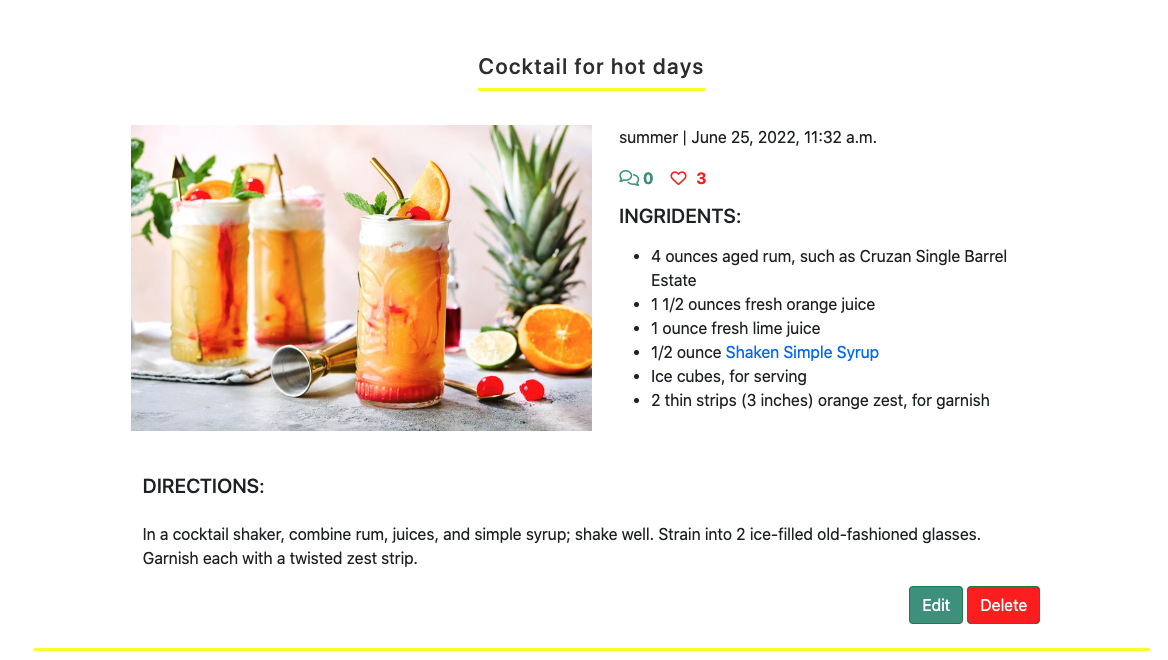 Cocktail for hot days
summer | June 25, 2022, 11:32 a.m.
0 3
INGRIDENTS:
• 4 ounces aged rum, such as Cruzan Single Barrel
Estate
• 1 1/2 ounces fresh orange juice
• 1 ounce fresh lime juice
• 1/2 ounce Shaken Simple Syrup
• Ice cubes, for serving
• 2 thin strips (3 inches) orange zest, for garnish
DIRECTIONS:
In a cocktail shaker, combine rum, juices, and simple syrup; shake well. Strain into 2 ice-filled old-fashioned glasses.
Garnish each with a twisted zest strip.
Edit Delete